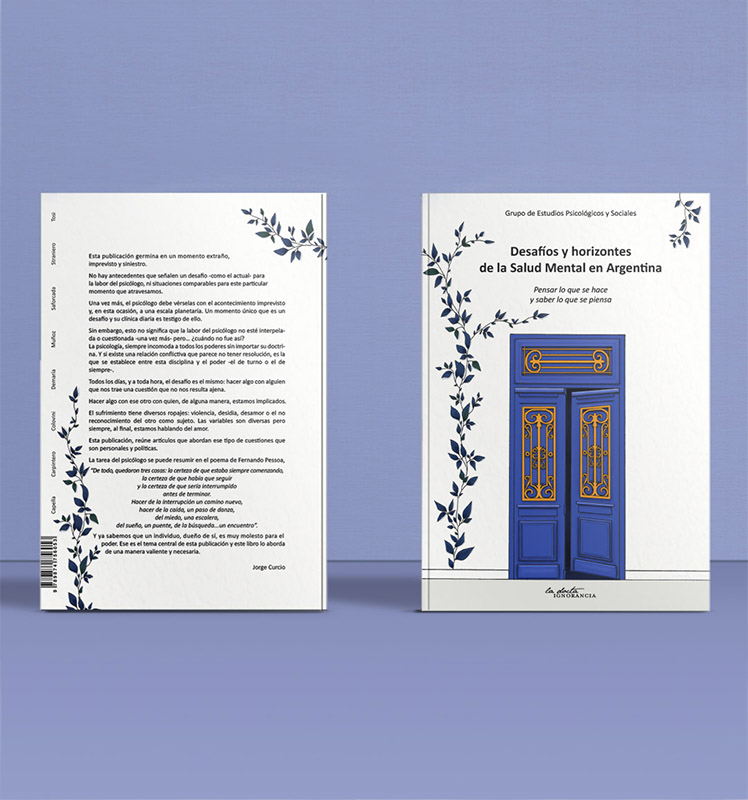 Tosi
Straniero
Saforcada
Muñoz
Demaría
Colovini
Carpintero
Capella
Esta publicación germina en un momento extraño,
imprevisto y siniestro.
No hay antecedentes que señalen un desafío -como el actual- para
la labor del psicólogo, ni situaciones comparables para este particular
momento que atravesamos.
Una vez más, el psicólogo debe vérselas con el acontecimiento imprevisto
y, en esta ocasión, a una escala planetaria. Un momento único que es un
desafío y su clínica diaria es testigo de ello.
Sin embargo, esto no significa que la labor del psicólogo no esté interpela-
da o cuestionada -una vez más- pero... ¿cuándo no fue así?
La psicología, siempre incomoda a todos los poderes sin importar su doctri-
na. Y si existe una relación conflictiva que parece no tener resolución, es la
que se establece entre esta disciplina y el poder -el de turno o el de
siempre-.
Todos los días, y a toda hora, el desafío es el mismo: hacer algo con alguien
que nos trae una cuestión que no nos resulta ajena.
Hacer algo con ese otro con quien, de alguna manera, estamos implicados.
El sufrimiento tiene diversos ropajes: violencia, desidia, desamor o el no
reconocimiento del otro como sujeto. Las variables son diversas pero
siempre, al final, estamos hablando del amor.
Esta publicación, reúne artículos que abordan ese tipo de cuestiones que
son personales y políticas.
La tarea del psicólogo se puede resumir en el poema de Fernando Pessoa,
"De todo, quedaron tres cosas: la certeza de que estaba siempre comenzando,
la certeza de que había que seguir
y la certeza de que sería interrumpido
antes de terminar.
Hacer de la interrupción un camino nuevo,
hacer de la caída, un paso de danza,
del miedo, una escalera,
del sueño, un puente, de la búsqueda...un encuentro".
Y ya sabemos que un individuo, dueño de sí, es muy molesto para el
poder. Ese es el tema central de esta publicación y este libro lo aborda
de una manera valiente y necesaria.
Jorge Curcio
Grupo de Estudios Psicológicos y Sociales
Desafíos y horizontes
de la Salud Mental en Argentina
Pensar lo que se hace
y saber lo que se piensa
la docta
IGNORANCIA